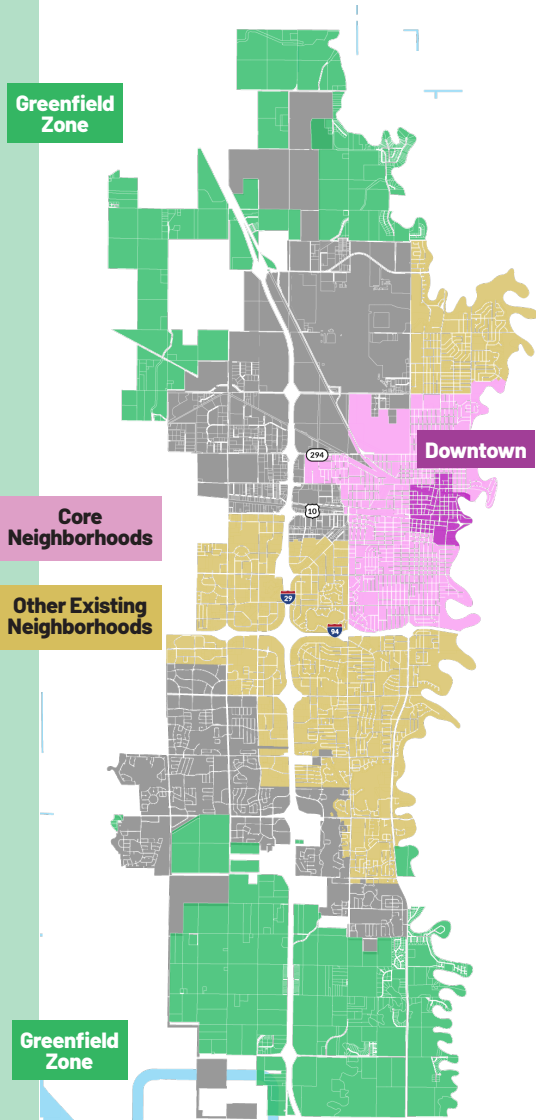 Greenfield
Zone
Downtown
294
Core
Neighborhoods
10
Other Existing
Neighborhoods
29
94
Greenfield
Zone